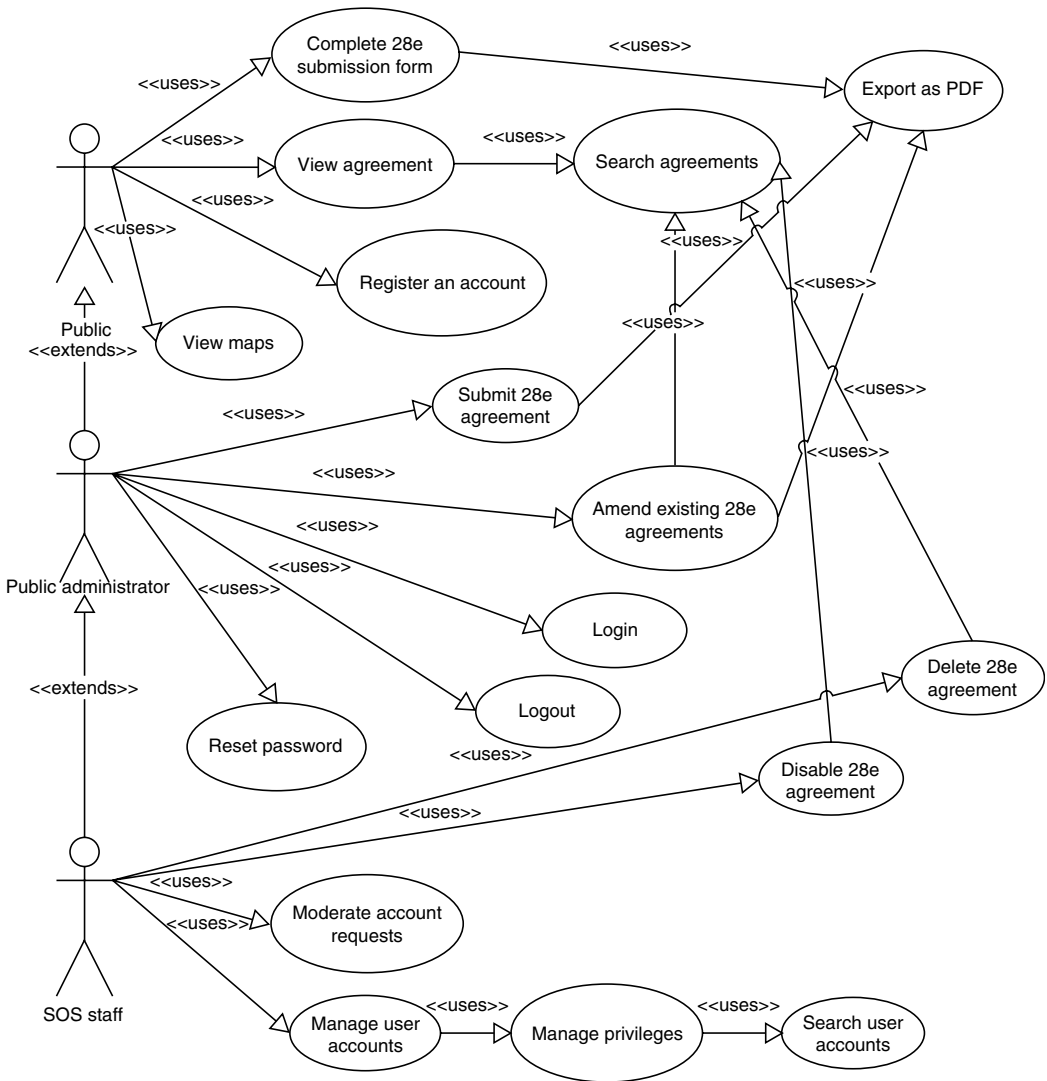 Complete 28e
submission form
<<uses>>
<<uses>>
Export as PDF
<<uses>>
<<uses>>
View agreement
Search agreements
<<uses>>
<<uses>>
<<uses>>
Register an account
<<uses>>
Public
<<extends>>
View maps
<<uses>>
Submit 28e
agreement
<<uses>>
<<uses>>
<<uses>>
<<uses>>
Amend existing 28e
agreements
<<uses>>
<<uses>>
<<uses>>
Public administrator
Login
<<extends>>
Delete 28e
agreement
Logout
Reset password
<<uses>>
Disable 28e
agreement
<<uses>>
<<uses>>
<<uses>>
Moderate account
requests
SOS staff
Manage user
accounts
<<uses>>
Manage privileges
<<uses>>
Search user
accounts